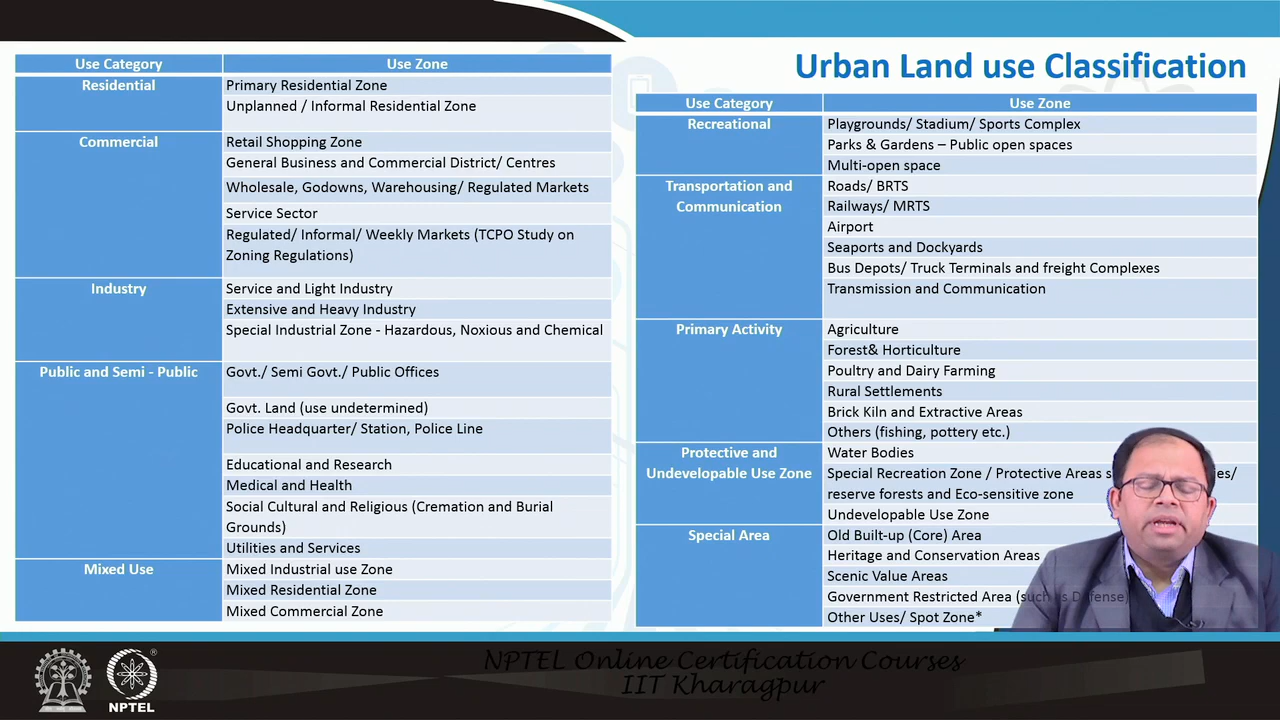 Urban Land use Classification
Use Category Use Zone
Residential Primary Residential Zone
Unplanned / Informal Residential Zone
Commercial Retail Shopping Zone
General Business and Commercial District/ Centres
Wholesale, Godowns, Warehousing/ Regulated Markets
Service Sector
Regulated/ Informal/ Weekly Markets (TCPO Study on
Zoning Regulations)
Industry Service and Light Industry
Extensive and Heavy Industry
Special Industrial Zone - Hazardous, Noxious and Chemical
Public and Semi - Public Govt./ Semi Govt./ Public Offices
Govt. Land (use undetermined)
Police Headquarter/ Station, Police Line
Educational and Research
Medical and Health
Social Cultural and Religious (Cremation and Burial
Grounds)
Utilities and Services
Mixed Use Mixed Industrial use Zone
Mixed Residential Zone
Mixed Commercial Zone
Use Category Use Zone
Recreational Playgrounds/ Stadium/ Sports Complex
Parks & Gardens – Public open spaces
Multi-open space
Transportation and Roads/ BRTS
Communication Railways/ MRTS
Airport
Seaports and Dockyards
Bus Depots/ Truck Terminals and freight Complexes
Transmission and Communication
Primary Activity Agriculture
Forest& Horticulture
Poultry and Dairy Farming
Rural Settlements
Brick Kiln and Extractive Areas
Others (fishing, pottery etc.)
Protective and Water Bodies
Undevelopable Use Zone Special Recreation Zone / Protective Areas
reserve forests and Eco-sensitive zone
Undevelopable Use Zone
Special Area Old Built-up (Core) Area
Heritage and Conservation Areas
Scenic Value Areas
Government Restricted Area (such as Defense)
Other Uses/ Spot Zone*
NPTEL Online Certification Courses
IIT Kharagpur
NPTEL